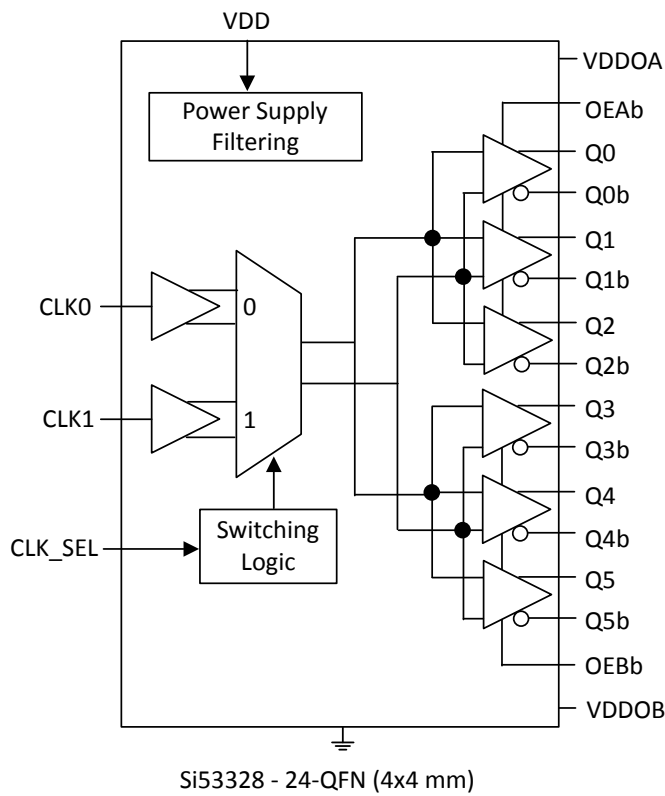 VDD
VDDOA
Power Supply
Filtering
OEAb
Q0
Q0b
Q1
Q1b
CLK0
0
Q2
Q2b
CLK1
1
Q3
Q3b
Q4
Q4b
CLK_SEL
Switching
Logic
Q5
Q5b
OEBb
VDDOB
Si53328 - 24-QFN (4x4 mm)